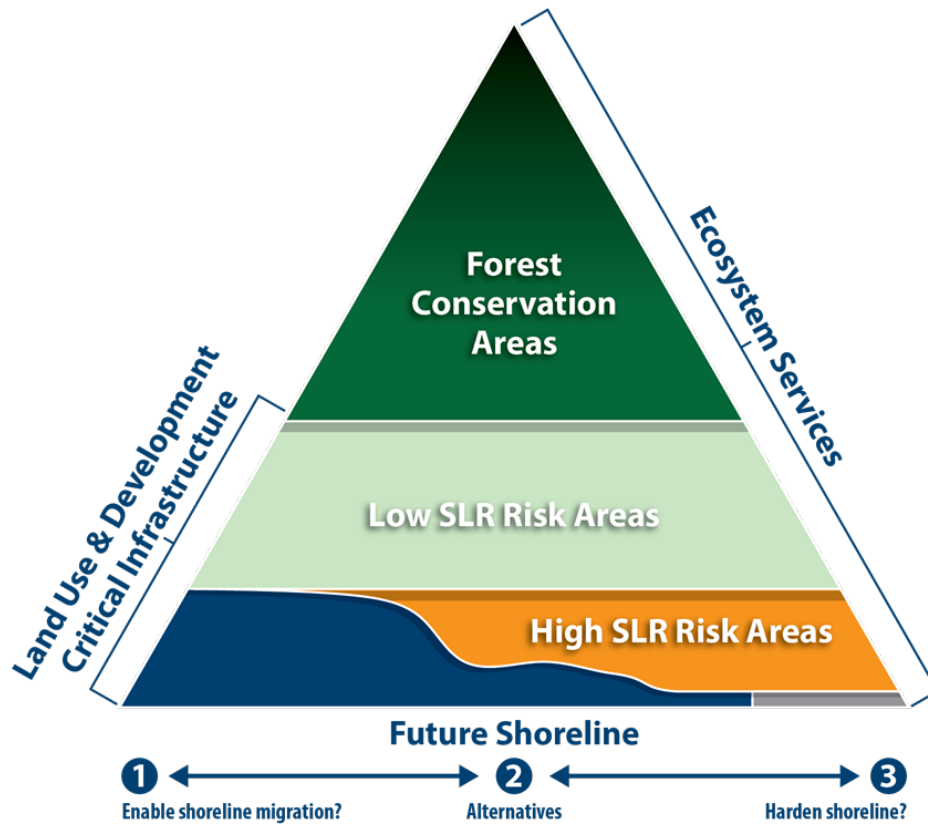 Forest
Conservation
Areas
Ecosystem Services
Land Use & Development
Critical Infrastructure
Low SLR Risk Areas
High SLR Risk Areas
Future Shoreline
1 2 3
Enable shoreline migration? Alternatives Harden shoreline?